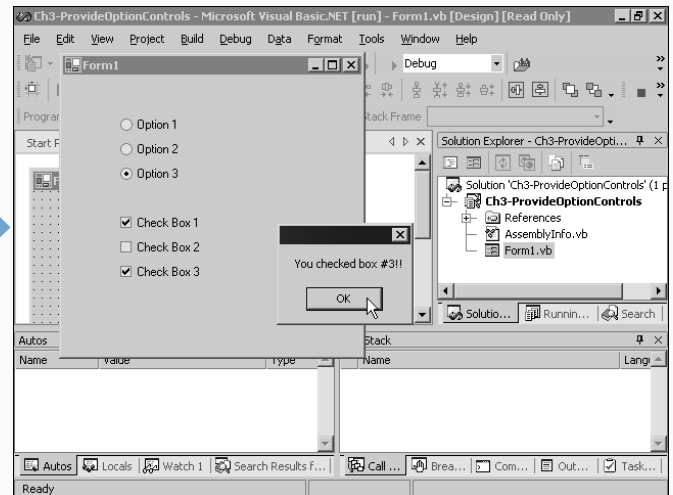 Ch3-ProvideOptionControls - Microsoft Visual Basic.NET [run] - Form1.vb [Design] [Read Only]
File Edit View Project Build Debug Data Format Tools Window Help
Form1
Debug
Program
Stack Frame
Start P
Solution Explorer - Ch3-ProvideOpti...
Option 1
Option 2
Option 3
Solution 'Ch3-ProvideOptionControls' (1 p
Ch3-ProvideOptionControls
References
AssemblyInfo.vb
Form1.vb
Check Box 1
Check Box 2
Check Box 3
You checked box #3!!
OK
Solutio... Runnin... Search
Autos
Stack
Name Value Type
Name Langu
Autos Locals Watch 1 Search Results f...
Call ... Brea... Com... Out... Task...
Ready